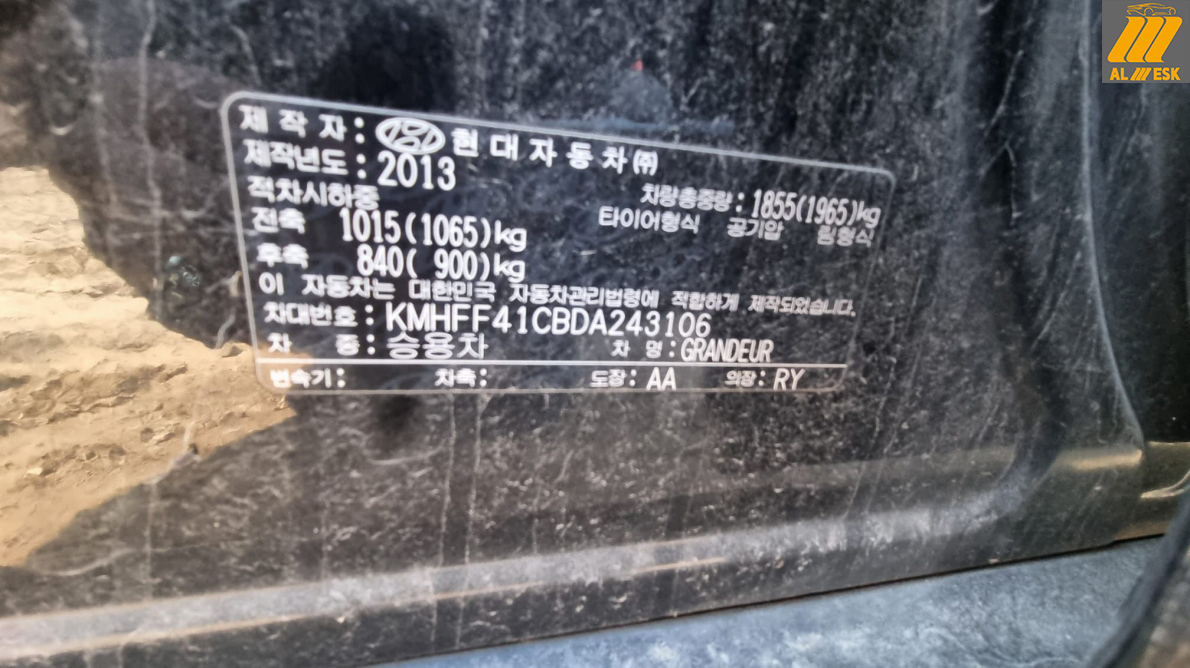 AL ESK
제 작 자 : 현 대 자 동 차 ㈜
제작년도 : 2013
적차시하중 차량총중량 : 1855(1965)kg
전축 1015(1065)kg 타이어형식 공기압 림형식
후축 840( 900)kg
이 자동차는 대한민국 자동차관리법령에 적합하게 제작되었습니다.
차대번호 : KMHFF41CBDA243106
차 종 : 승용차 차 명 : GRANDEUR
변속기 : 차축 : 도장 : AA 의장 : RY